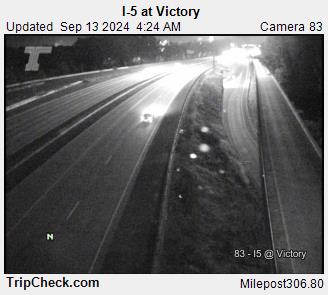 I-5 at Victory
Updated Sep 13 2024 4:24 AM Camera 83
T
N
83 - I5 @ Victory
TripCheck.com Milepost306.80